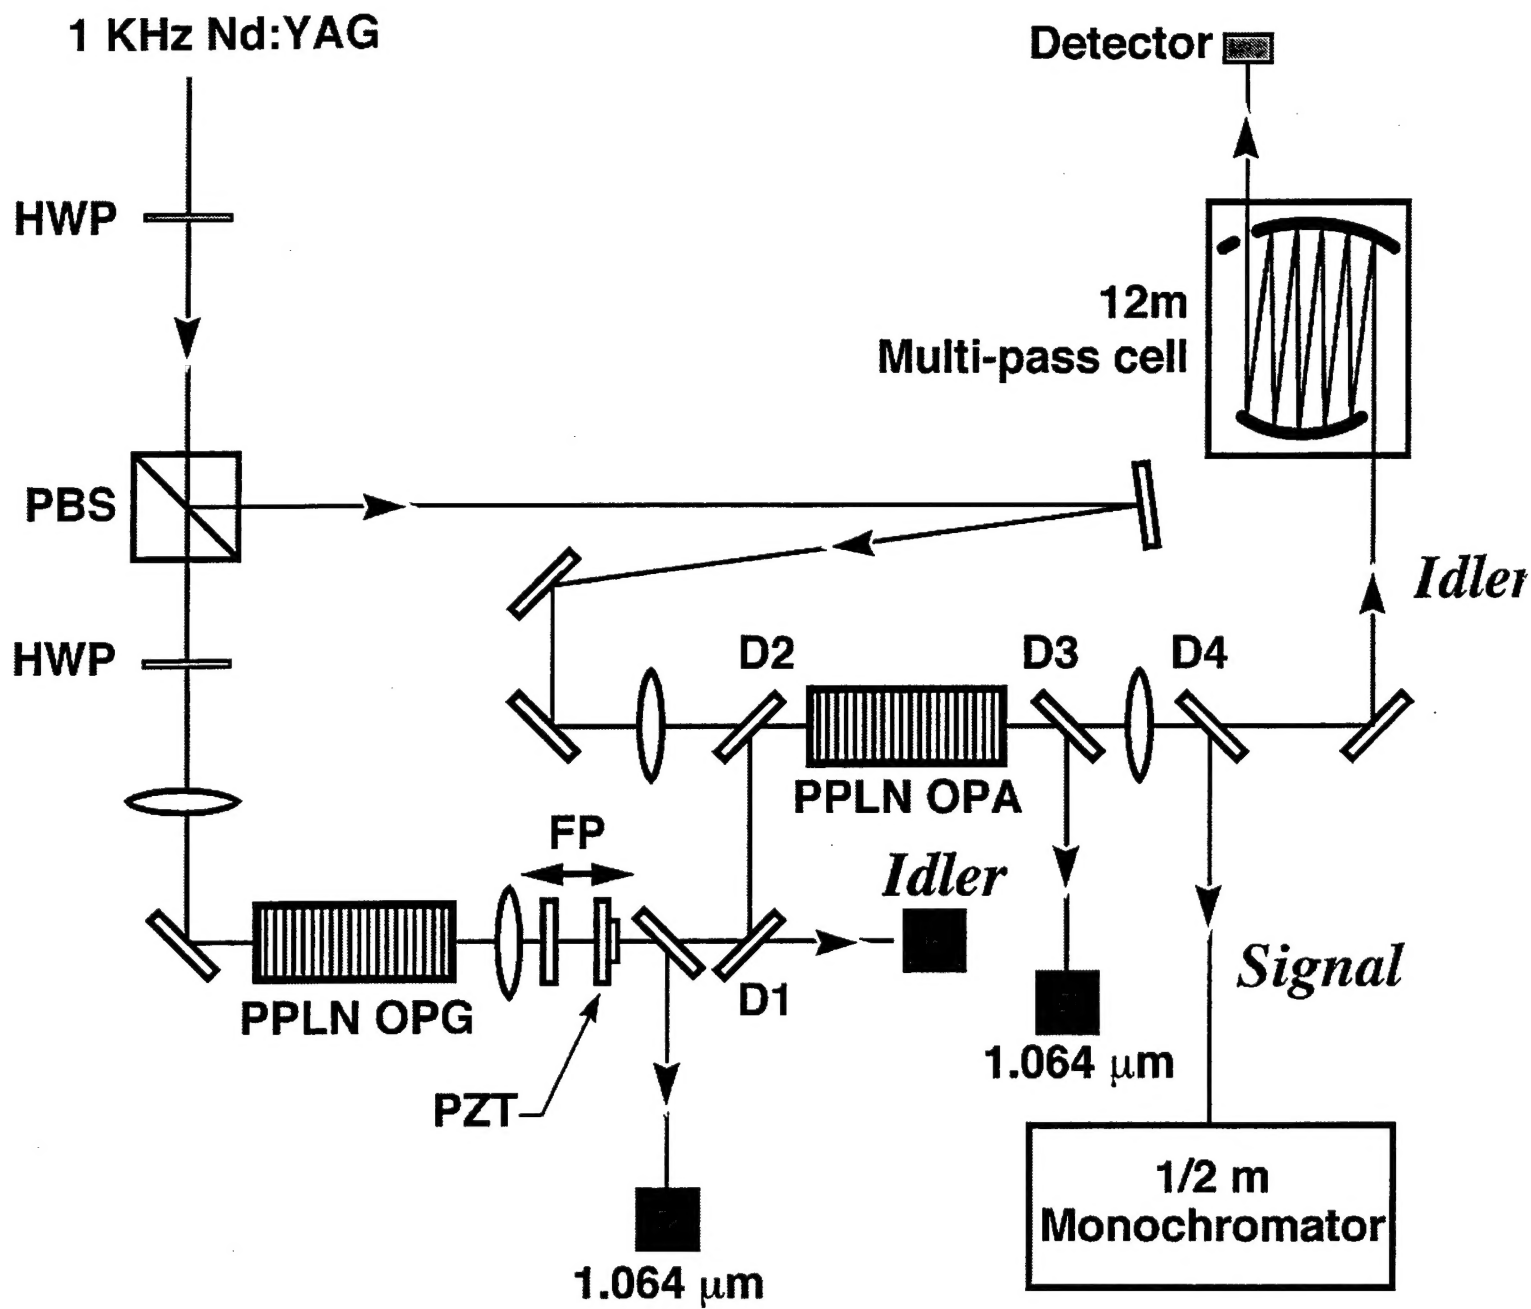 1 KHz Nd:YAG
Detector
HWP
12m
Multi-pass cell
PBS
Idler
HWP
D2
D3
D4
PPLN OPA
FP
Idler
Signal
PPLN OPG
D1
1.064 μm
PZT
1/2 m
Monochromator
1.064 μm